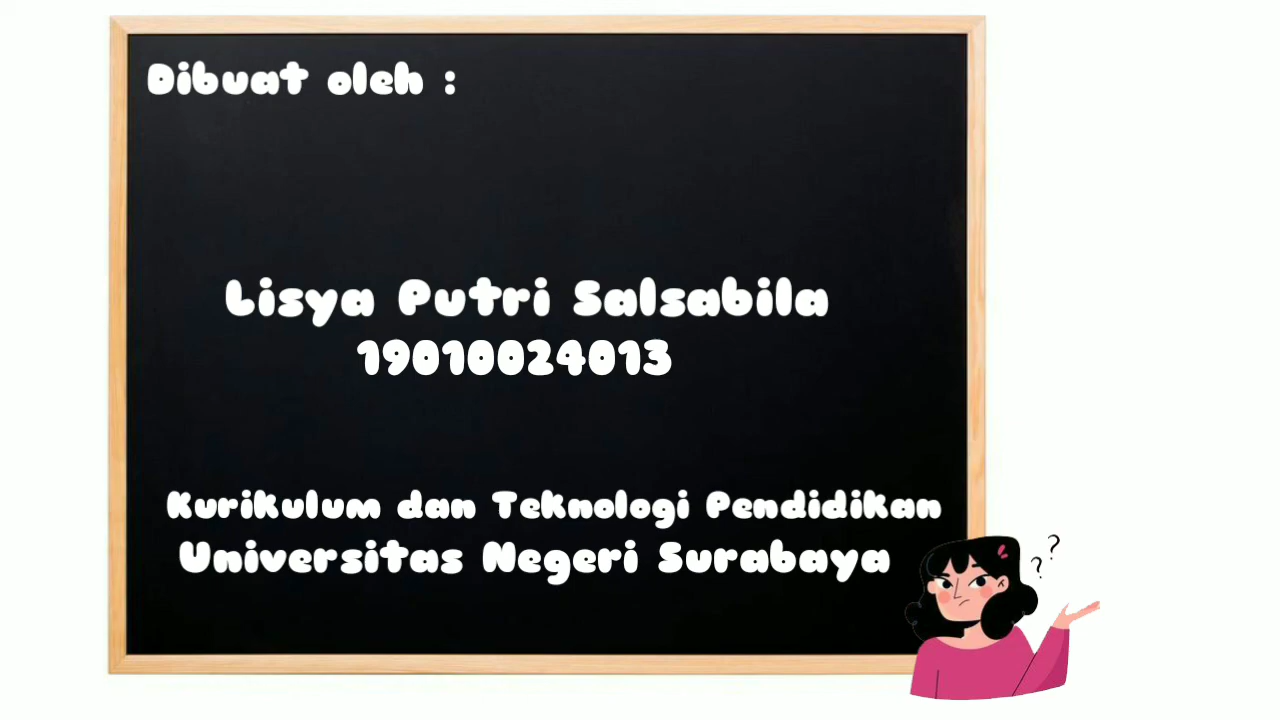 Dibuat oleh :
Lisya Putri Salsabila
19010024013
Kurikulum dan Teknologi Pendidikan
Universitas Negeri Surabaya
??